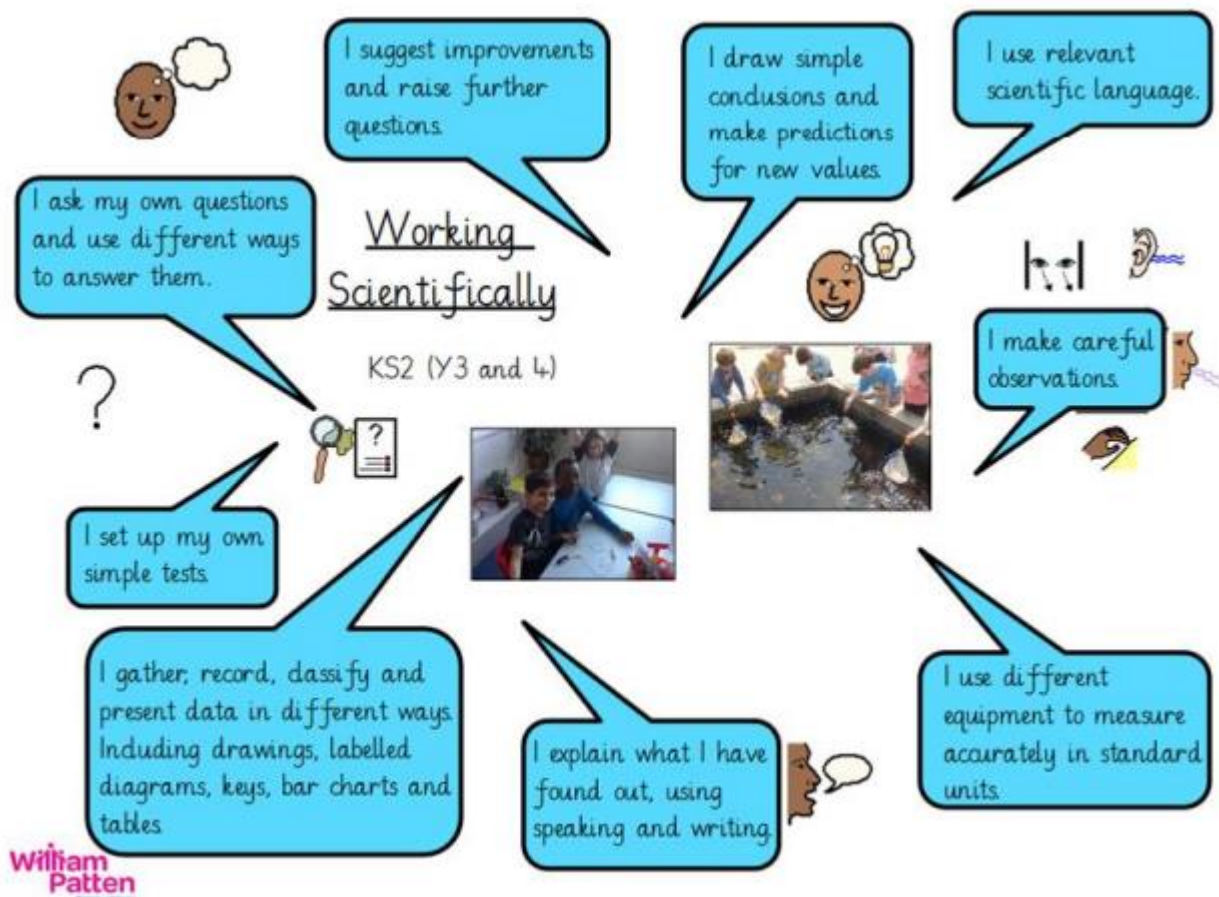 I suggest improvements
and raise further
questions.
I draw simple
conclusions and
make predictions
for new values.
I use relevant
scientific language.
I ask my own questions
and use different ways
to answer them.
Working
Scientifically
KS2 (Y3 and 4)
I make careful
observations.
?
?
I set up my own
simple tests.
I gather, record, classify and
present data in different ways.
Including drawings, labelled
diagrams, keys, bar charts and
tables.
I explain what I have
found out, using
speaking and writing.
I use different
equipment to measure
accurately in standard
units.
William
Patten